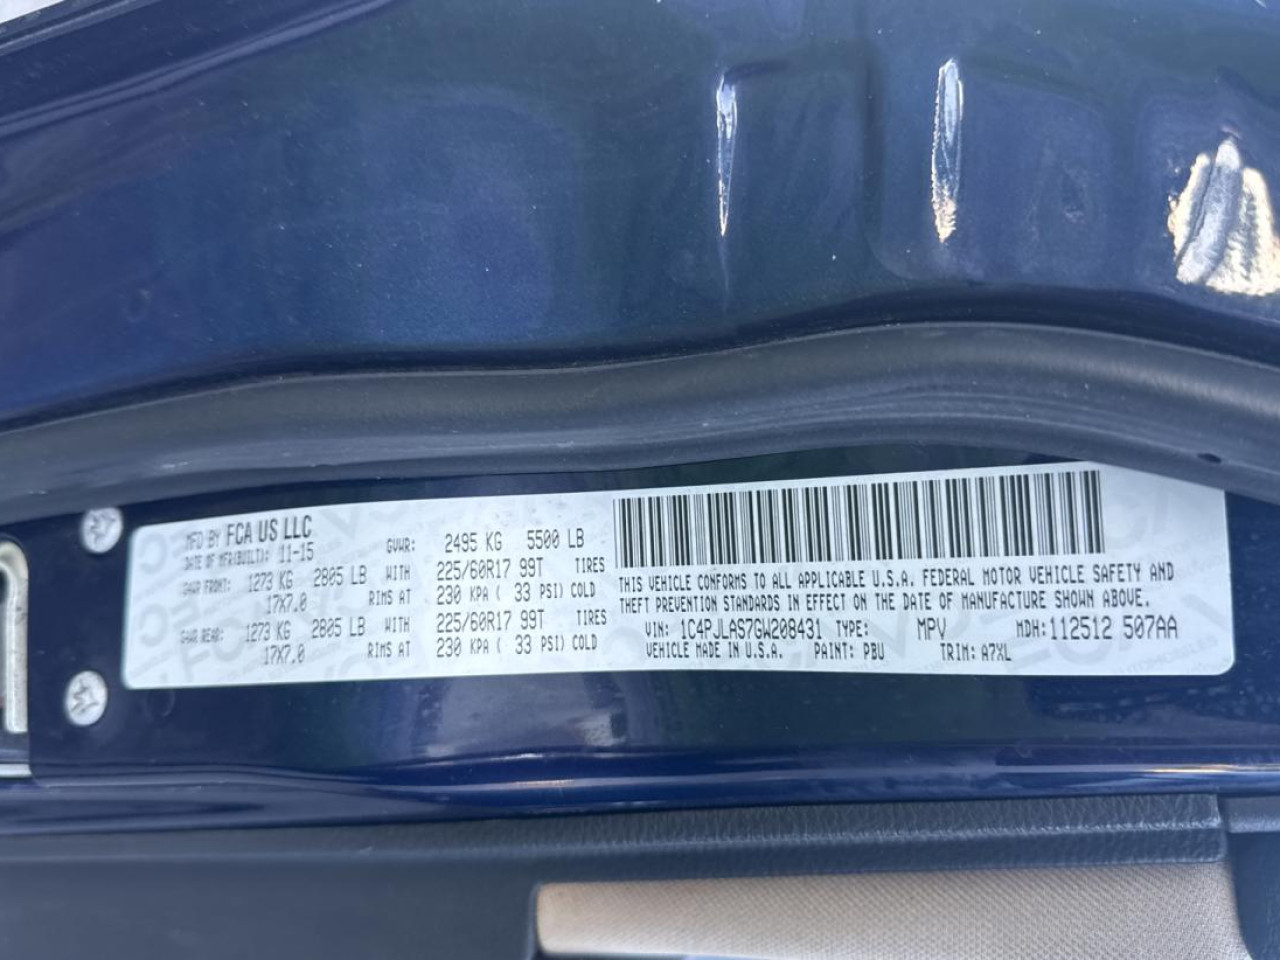 MFD BY FCA US LLC
DATE OF MFR(BUILT): 11-15 GVWR: 2495 KG 5500 LB
GAWR FRONT: 1273 KG 2805 LB WITH 225/60R17 99T TIRES
17X7.0 RIMS AT 230 KPA ( 33 PSI) COLD
GAWR REAR: 1273 KG 2805 LB WITH 225/60R17 99T TIRES
17X7.0 RIMS AT 230 KPA ( 33 PSI) COLD
THIS VEHICLE CONFORMS TO ALL APPLICABLE U.S.A. FEDERAL MOTOR VEHICLE SAFETY AND
THEFT PREVENTION STANDARDS IN EFFECT ON THE DATE OF MANUFACTURE SHOWN ABOVE.
VIN: 1C4PJLAS7GW208431 TYPE: MPV MDH:112512 507AA
VEHICLE MADE IN U.S.A. PAINT: PBU TRIM: A7XL